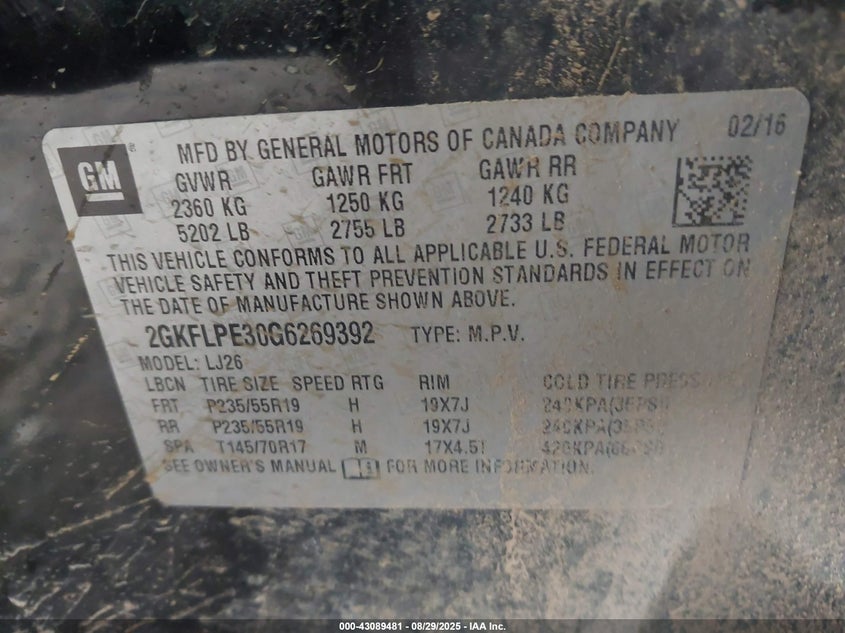 GM
MFD BY GENERAL MOTORS OF CANADA COMPANY 02/16
GVWR GAWR FRT GAWR RR
2360 KG 1250 KG 1240 KG
5202 LB 2755 LB 2733 LB
THIS VEHICLE CONFORMS TO ALL APPLICABLE U.S. FEDERAL MOTOR
VEHICLE SAFETY AND THEFT PREVENTION STANDARDS IN EFFECT ON
THE DATE OF MANUFACTURE SHOWN ABOVE.
2GKFLPE30G6269392 TYPE: M.P.V.
MODEL: LJ26
LBCN TIRE SIZE SPEED RTG RIM COLD TIRE
FRT P235/55R19 H 19X7J
RR P235/55R19 H 19X7J
SPA T145/70R17 M
SEE OWNER'S MANUAL FOR MORE INFORMATION.
000-43089481 - 08/29/2025 - IAA Inc.